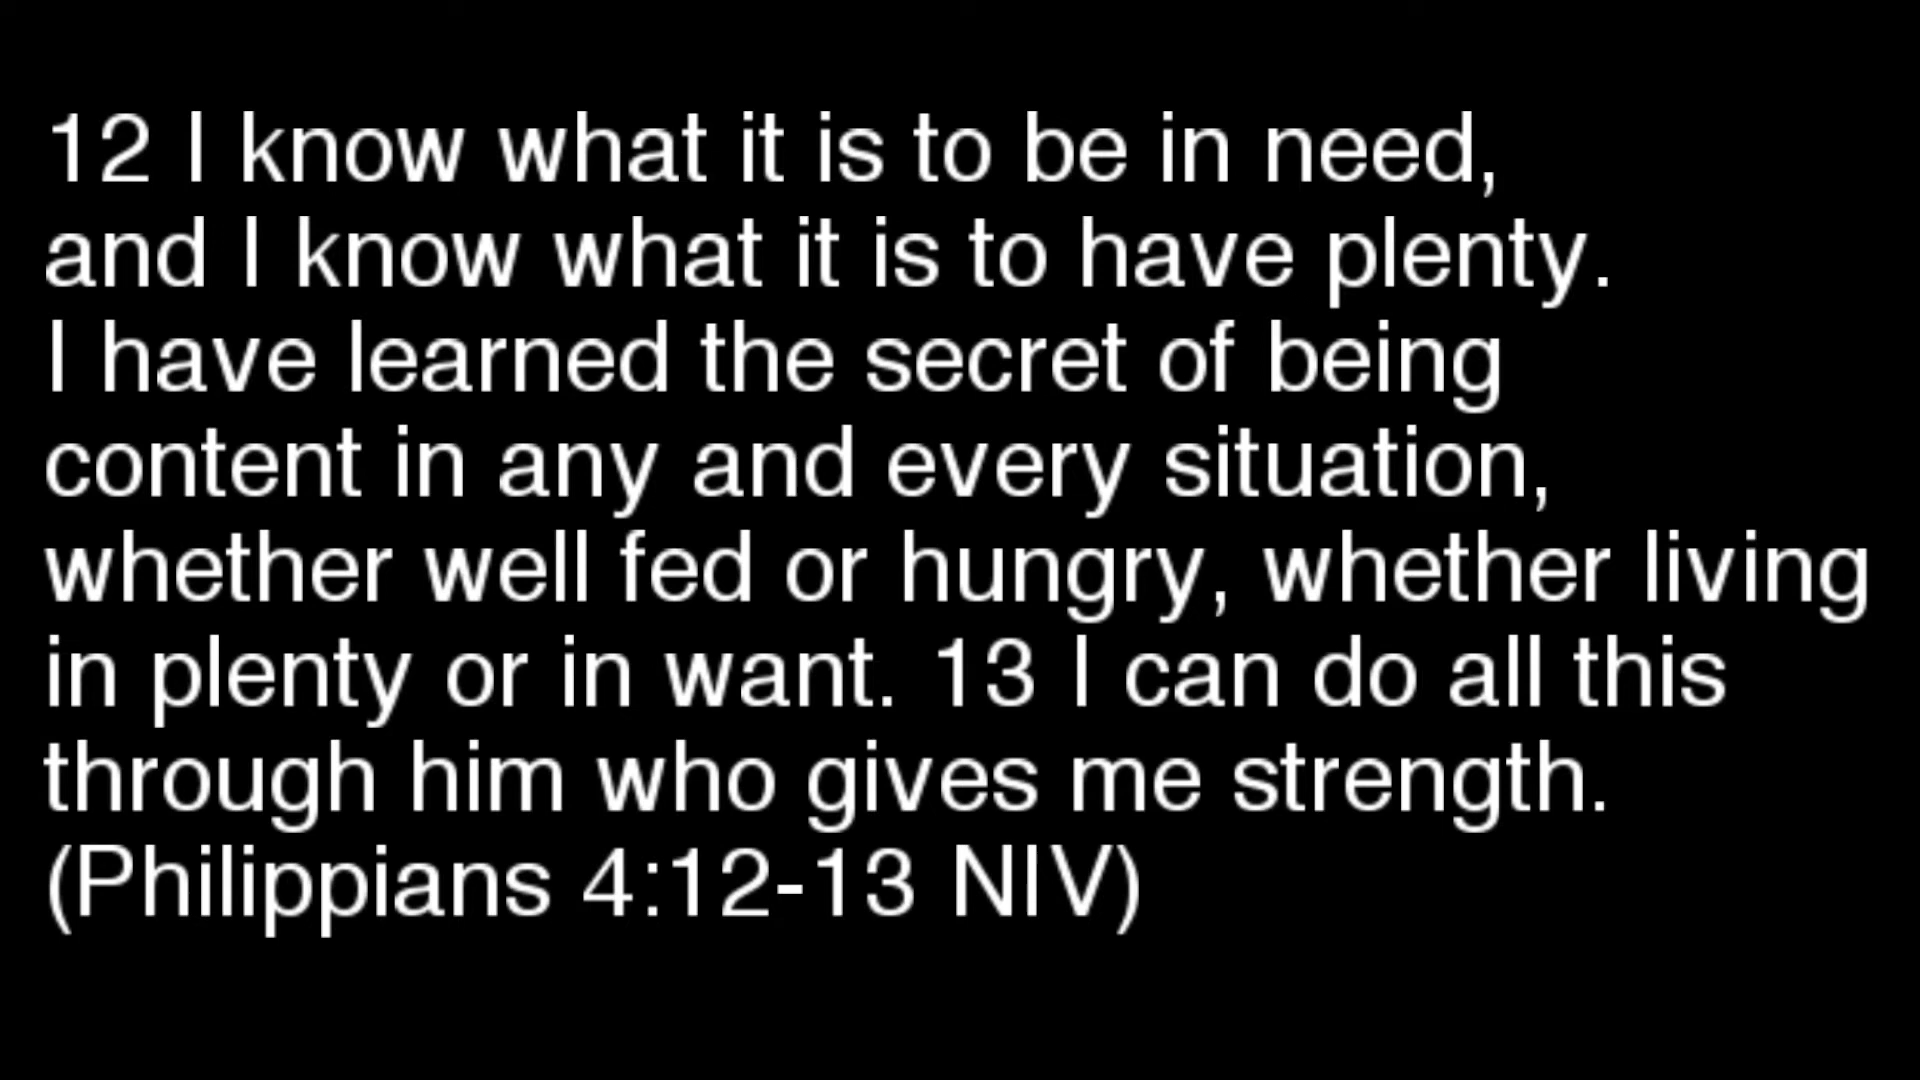 12 I know what it is to be in need,
and I know what it is to have plenty.
I have learned the secret of being
content in any and every situation,
whether well fed or hungry, whether living
in plenty or in want. 13 I can do all this
through him who gives me strength.
(Philippians 4:12-13 NIV)